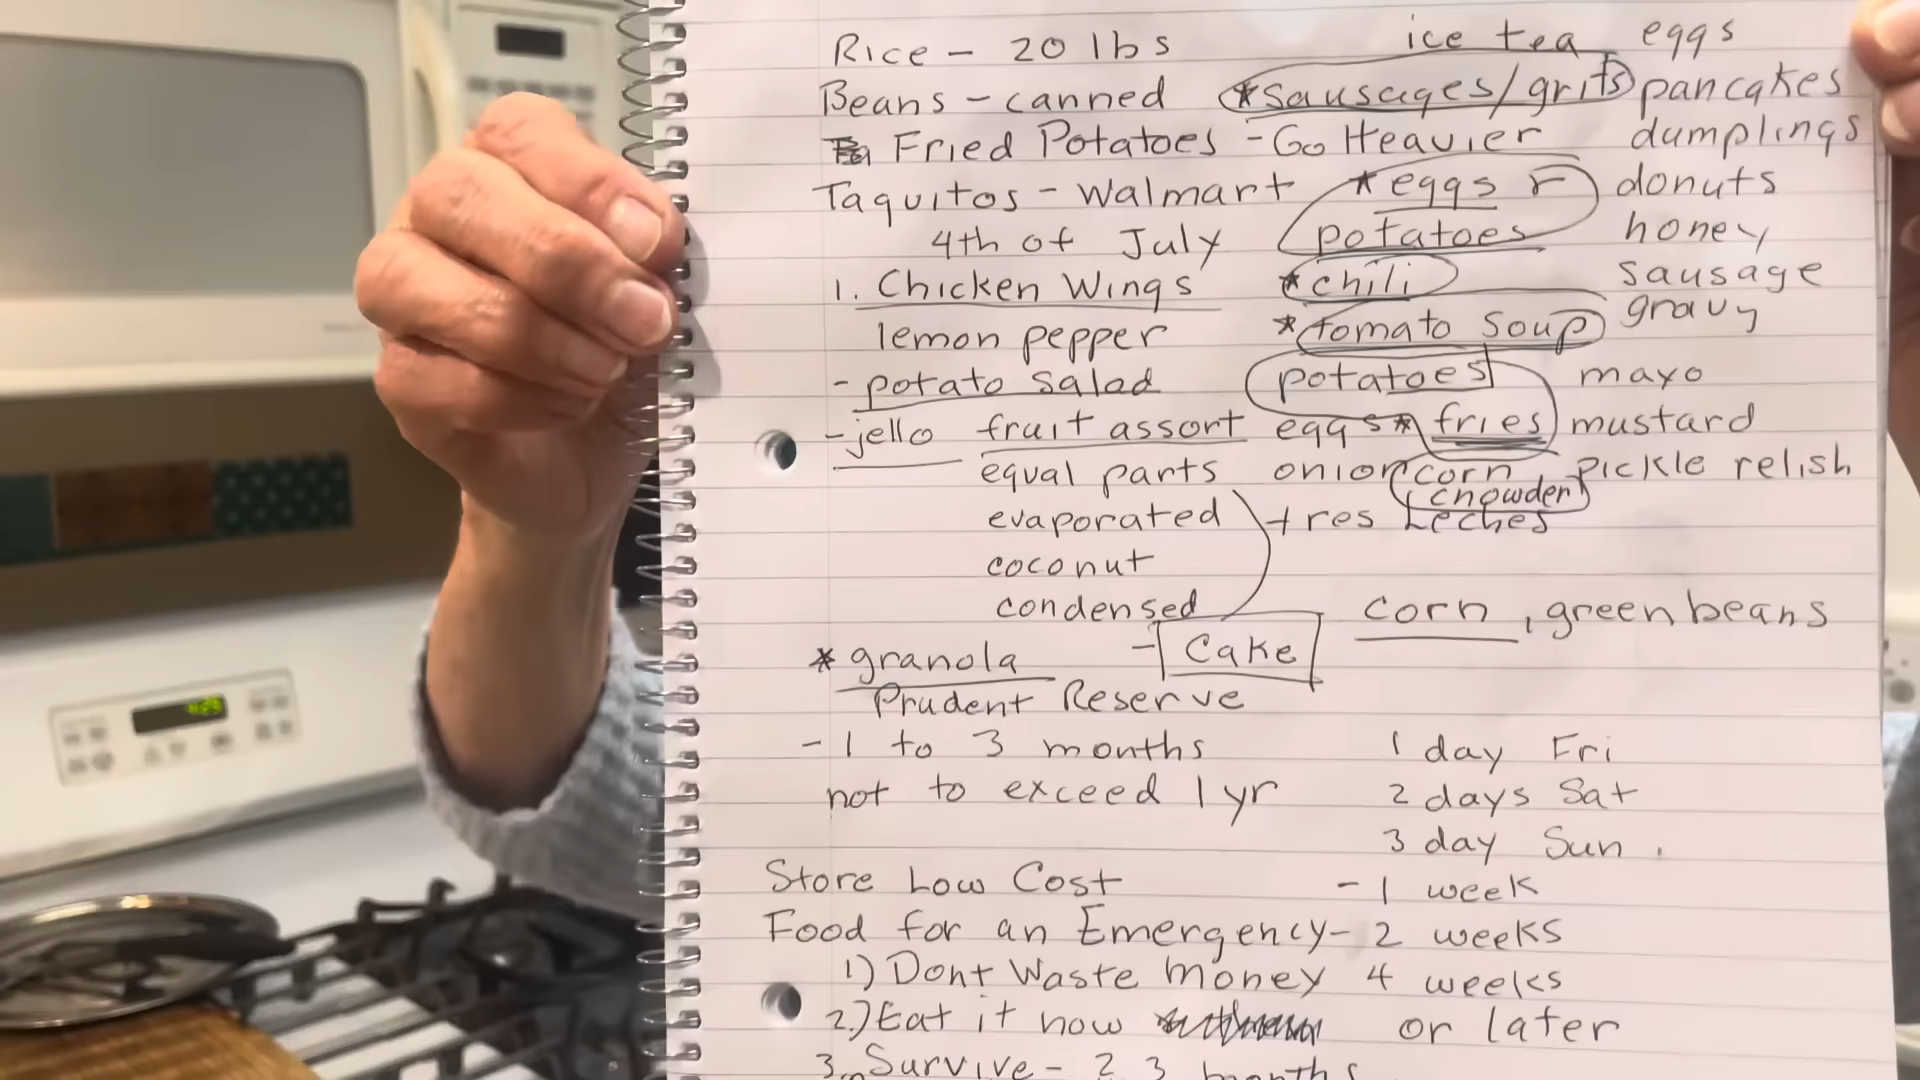 Rice - 20 lbs ice tea eggs
Beans - canned *sausages/grits pancakes
Fried Potatoes - Go Heavier dumplings
Taquitos - Walmart *eggs donuts
4th of July potatoes honey
1. Chicken Wings *chili sausage
lemon pepper *tomato soup gravy
- potato salad potatoes mayo
- jello fruit assort eggs * fries mustard
equal parts onion corn pickle relish
chowder
evaporated tres Leches
coconut
condensed corn, green beans
* granola - Cake
Prudent Reserve
- 1 to 3 months 1 day Fri
not to exceed 1 yr 2 days Sat
3 day Sun.
Store Low Cost - 1 week
Food for an Emergency - 2 weeks
1) Dont Waste money 4 weeks
2.) Eat it now or later
3. Survive - 2 3 months